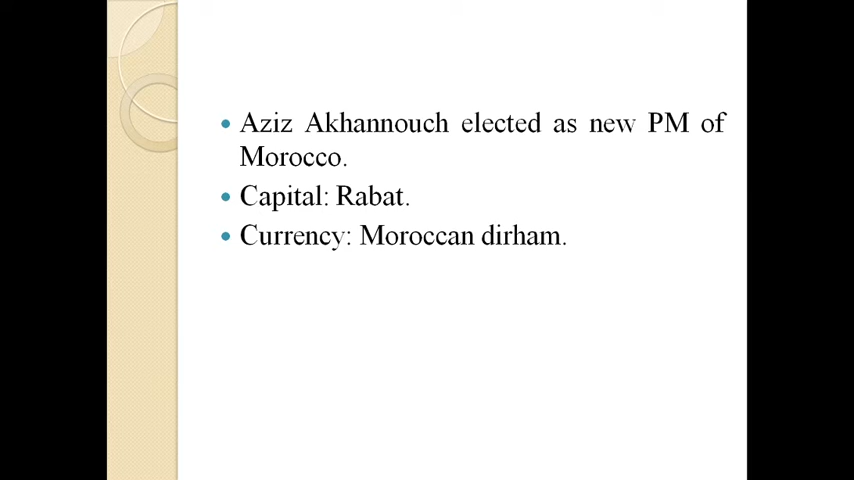 • Aziz Akhannouch elected as new PM of
Morocco.
• Capital: Rabat.
• Currency: Moroccan dirham.